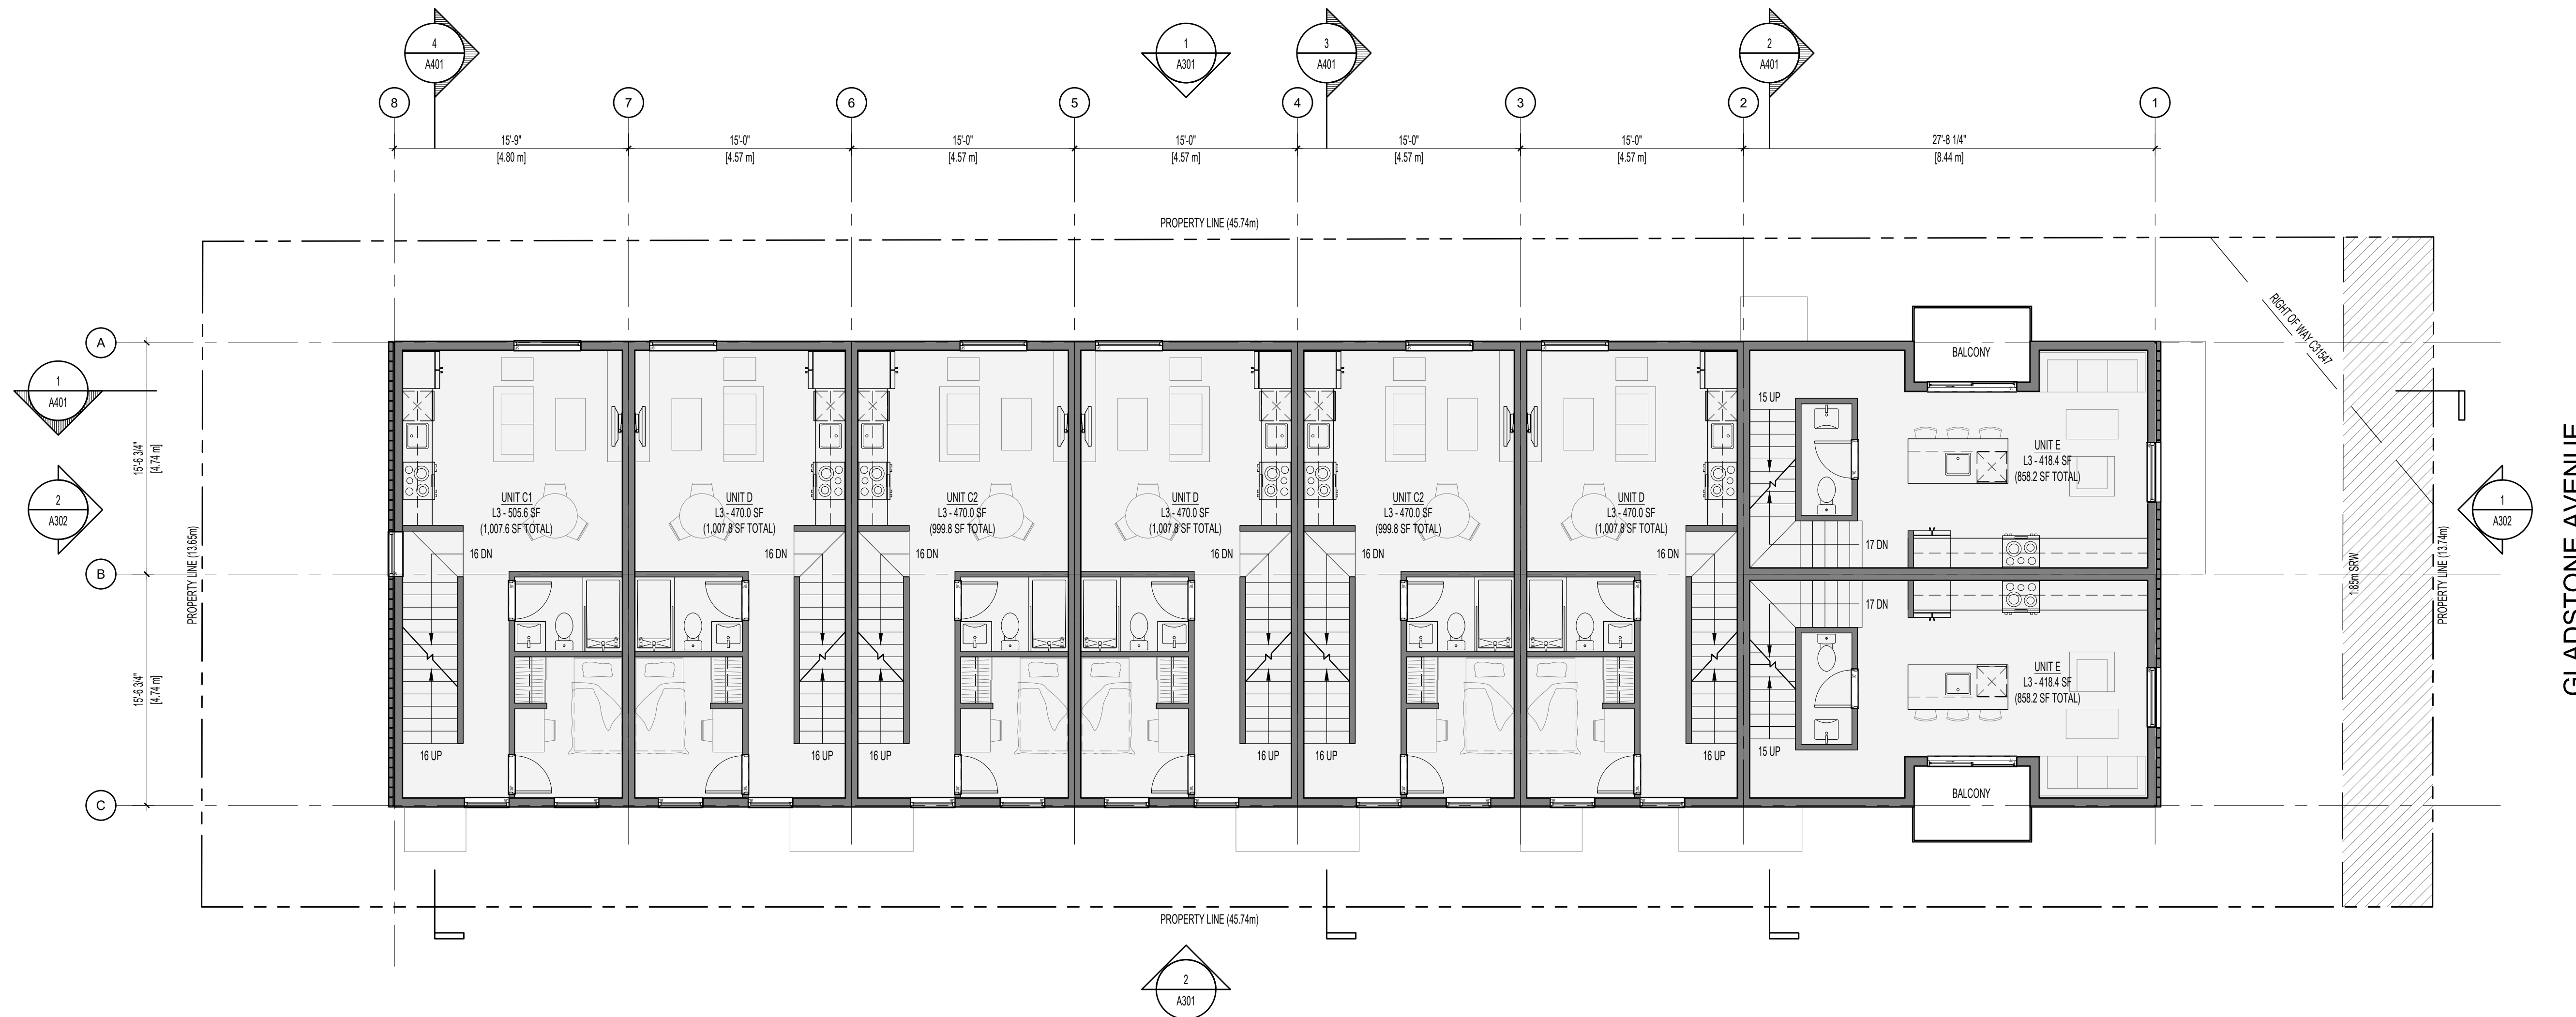 4
A401
1
A301
3
A401
2
A401
8
7
6
5
4
3
2
1
15'-9"
[4.80 m]
15'-0"
[4.57 m]
15'-0"
[4.57 m]
15'-0"
[4.57 m]
15'-0"
[4.57 m]
15'-0"
[4.57 m]
27'-8 1/4"
[8.44 m]
PROPERTY LINE (45.74m)
RIGHT OF WAY C31547
A
1
A401
15'-6 3/4"
[4.74 m]
2
A302
B
15'-6 3/4"
[4.74 m]
C
PROPERTY LINE (13.65m)
UNIT C1
L3 - 505.6 SF
(1,007.6 SF TOTAL)
16 DN
16 UP
UNIT D
L3 - 470.0 SF
(1,007.8 SF TOTAL)
16 DN
16 UP
UNIT C2
L3 - 470.0 SF
(999.8 SF TOTAL)
16 DN
16 UP
UNIT D
L3 - 470.0 SF
(1,007.8 SF TOTAL)
16 DN
16 UP
UNIT C2
L3 - 470.0 SF
(999.8 SF TOTAL)
16 DN
16 UP
UNIT D
L3 - 470.0 SF
(1,007.8 SF TOTAL)
16 DN
16 UP
BALCONY
15 UP
UNIT E
L3 - 418.4 SF
(858.2 SF TOTAL)
17 DN
17 DN
UNIT E
L3 - 418.4 SF
(858.2 SF TOTAL)
15 UP
BALCONY
1.85m SRW
PROPERTY LINE (13.74m)
1
A302
GLADSTONE AVENUE
PROPERTY LINE (45.74m)
2
A301